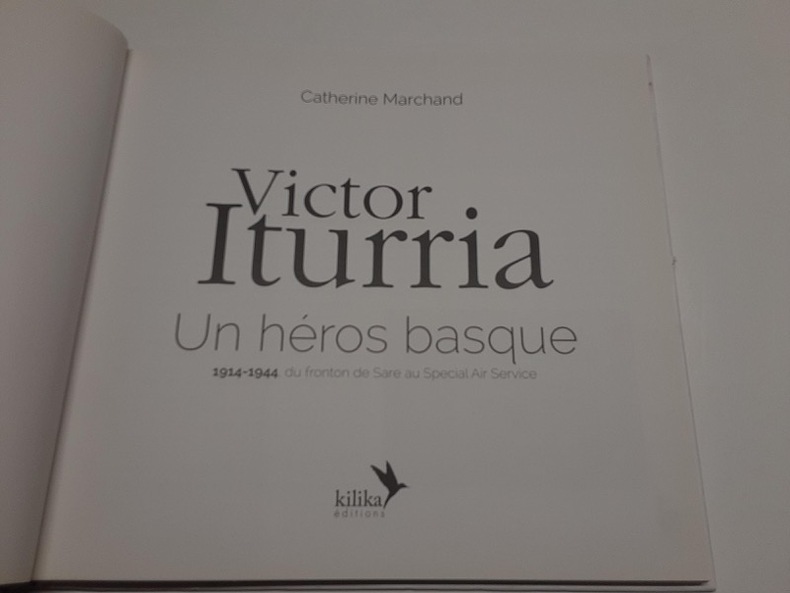 Catherine Marchand
Victor
Iturria
Un héros basque
1914-1944, du fronton de Sare au Special Air Service
kilika
éditions